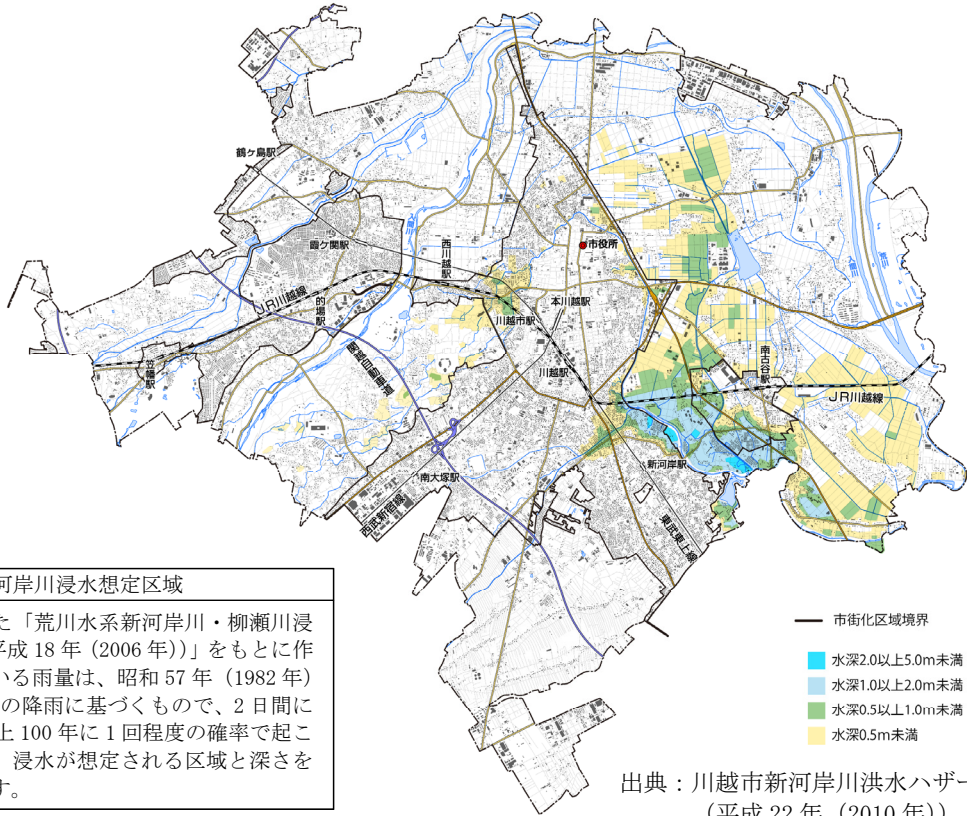 鶴ヶ島駅
霞ケ関駅
入間川
西川越駅
市役所
JR川越線
的場駅
本川越駅
川越市駅
入間川
荒川
笠幡駅
関越自動車道
川越駅
南古谷駅
JR川越線
新河岸駅
南大塚駅
西武新宿線
東武東上線
河岸川浸水想定区域
た「荒川水系新河岸川・柳瀬川浸
平成 18 年 (2006 年))」をもとに作
いる雨量は、昭和 57 年(1982 年)
の降雨に基づくもので、2 日間に
上 100 年に 1 回程度の確率で起こ
浸水が想定される区域と深さを
す。
市街化区域境界
水深2.0以上5.0m未満
水深1.0以上2.0m未満
水深0.5以上1.0m未満
水深0.5m未満
出典:川越市新河岸川洪水ハザー
(平成 22 年(2010 年))